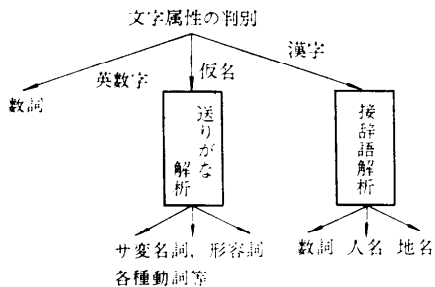 文字属性の判別
英数字
仮名
漢字
数詞
送りがな
解析
接辞語解析
サ変名詞、形容詞
各種動詞等
数詞 人名 地名